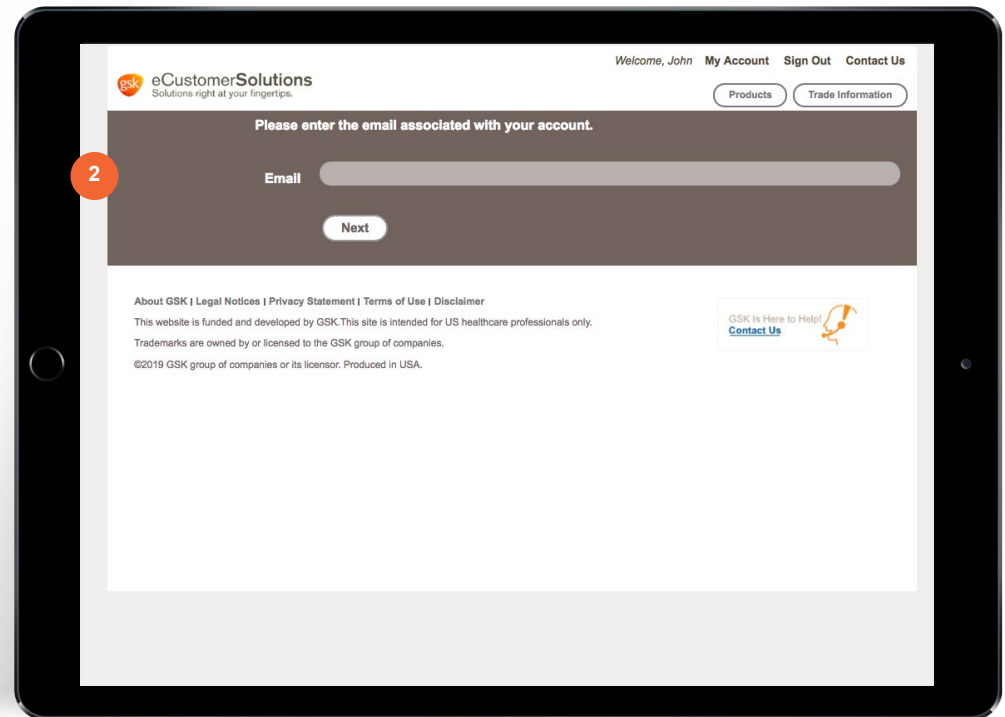 Welcome, John My Account Sign Out Contact Us
gsk eCustomerSolutions
Solutions right at your fingertips.
Products Trade Information
Please enter the email associated with your account.
2
Email
Next
About GSK | Legal Notices | Privacy Statement | Terms of Use | Disclaimer
This website is funded and developed by GSK.This site is intended for US healthcare professionals only.
Trademarks are owned by or licensed to the GSK group of companies.
©2019 GSK group of companies or its licensor. Produced in USA.
GSK Is Here to Help!
Contact Us